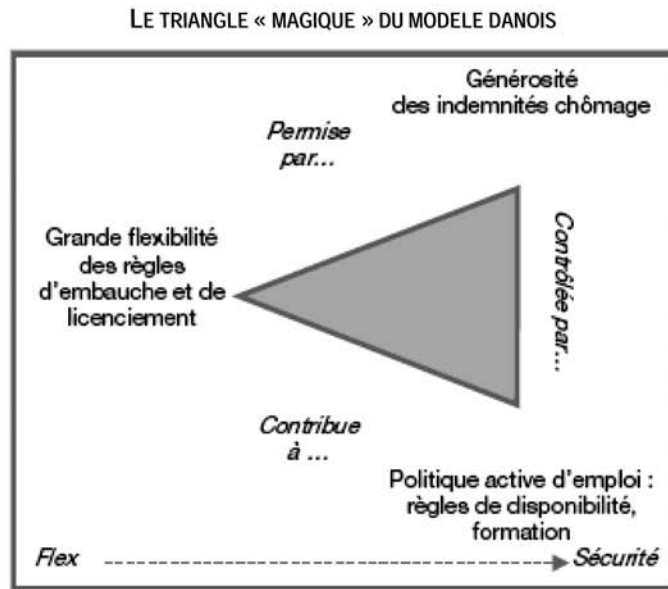 LE TRIANGLE « MAGIQUE » DU MODELE DANOIS
Générosité
des indemnités chômage
Permise
par...
Grande flexibilité
des règles
d'embauche et de
licenciement
Contrôlée par...
Contribue
à ...
Politique active d'emploi :
règles de disponibilité,
formation
Flex
Sécurité